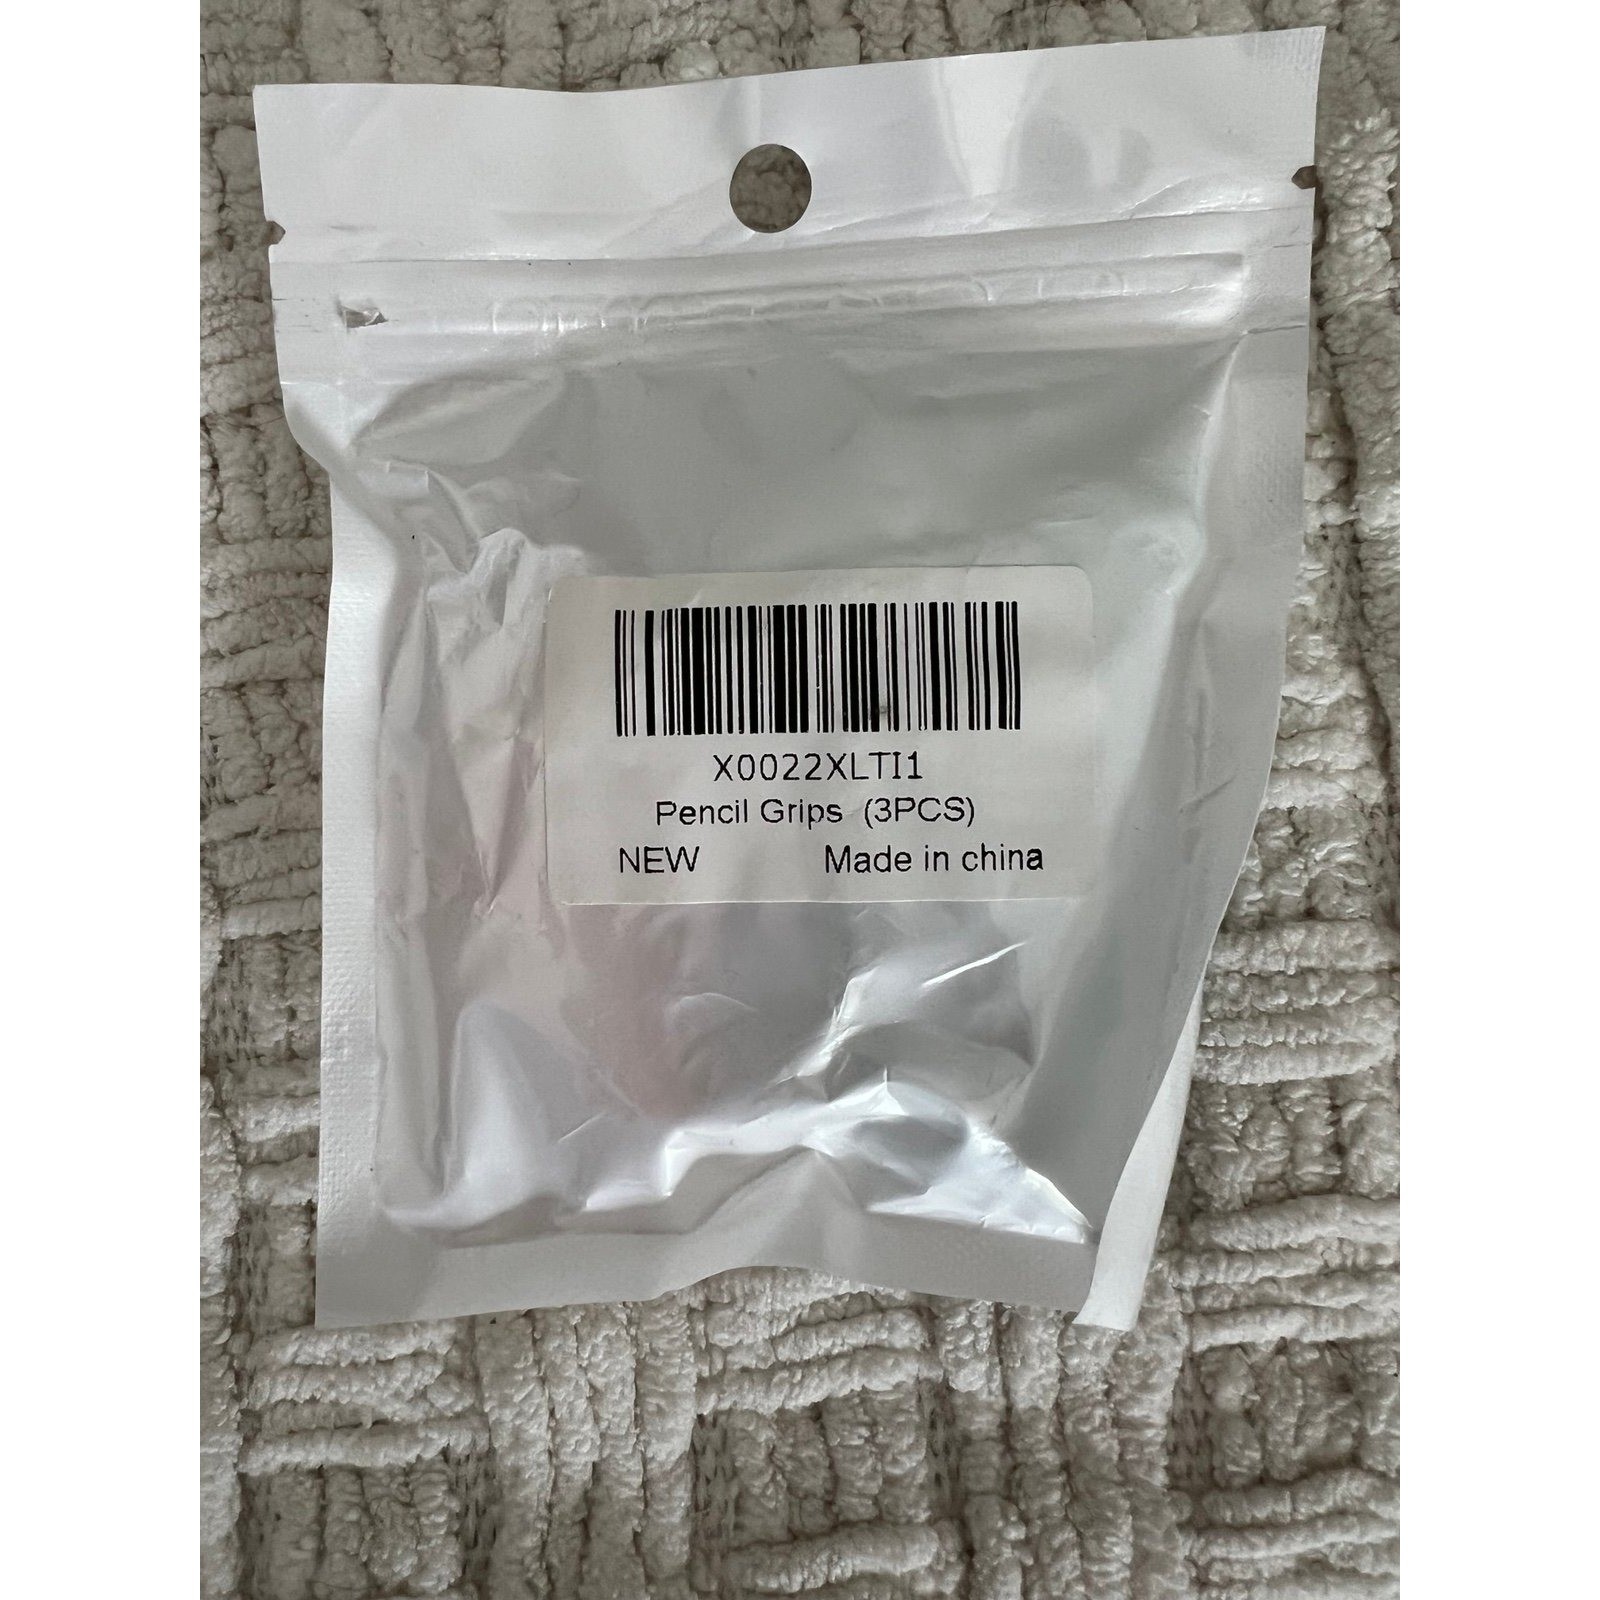 X0022XLTI1
Pencil Grips (3PCS)
NEW Made in china